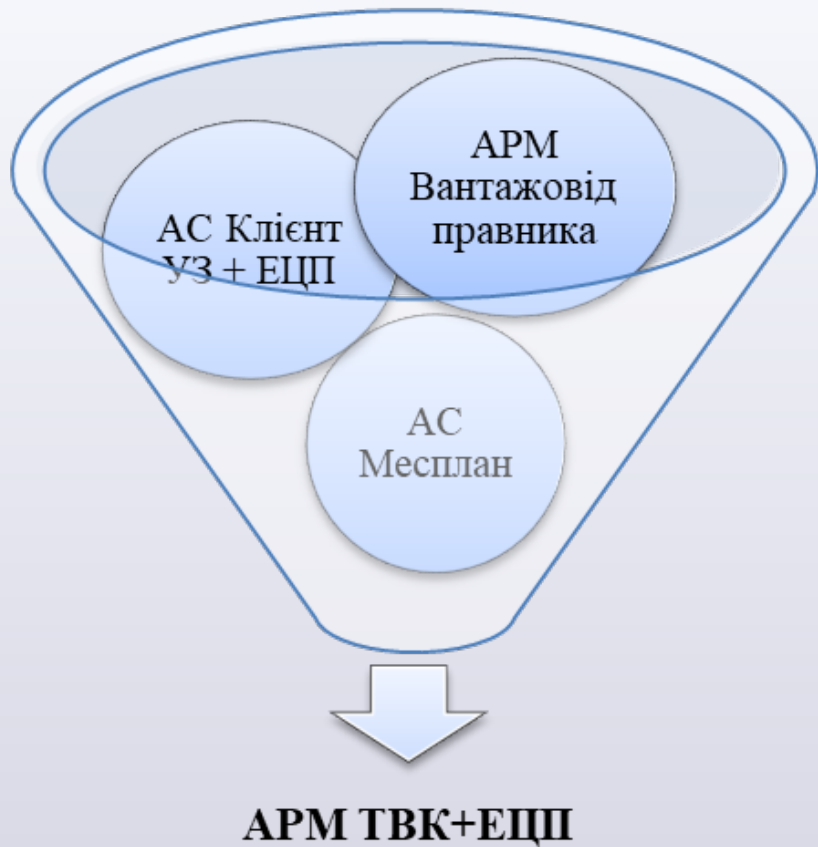 АРМ
Вантажовід
правника
АС Клієнт
УЗ + ЕЦП
АС
Месплан
АРМ ТВК+ЕЦП